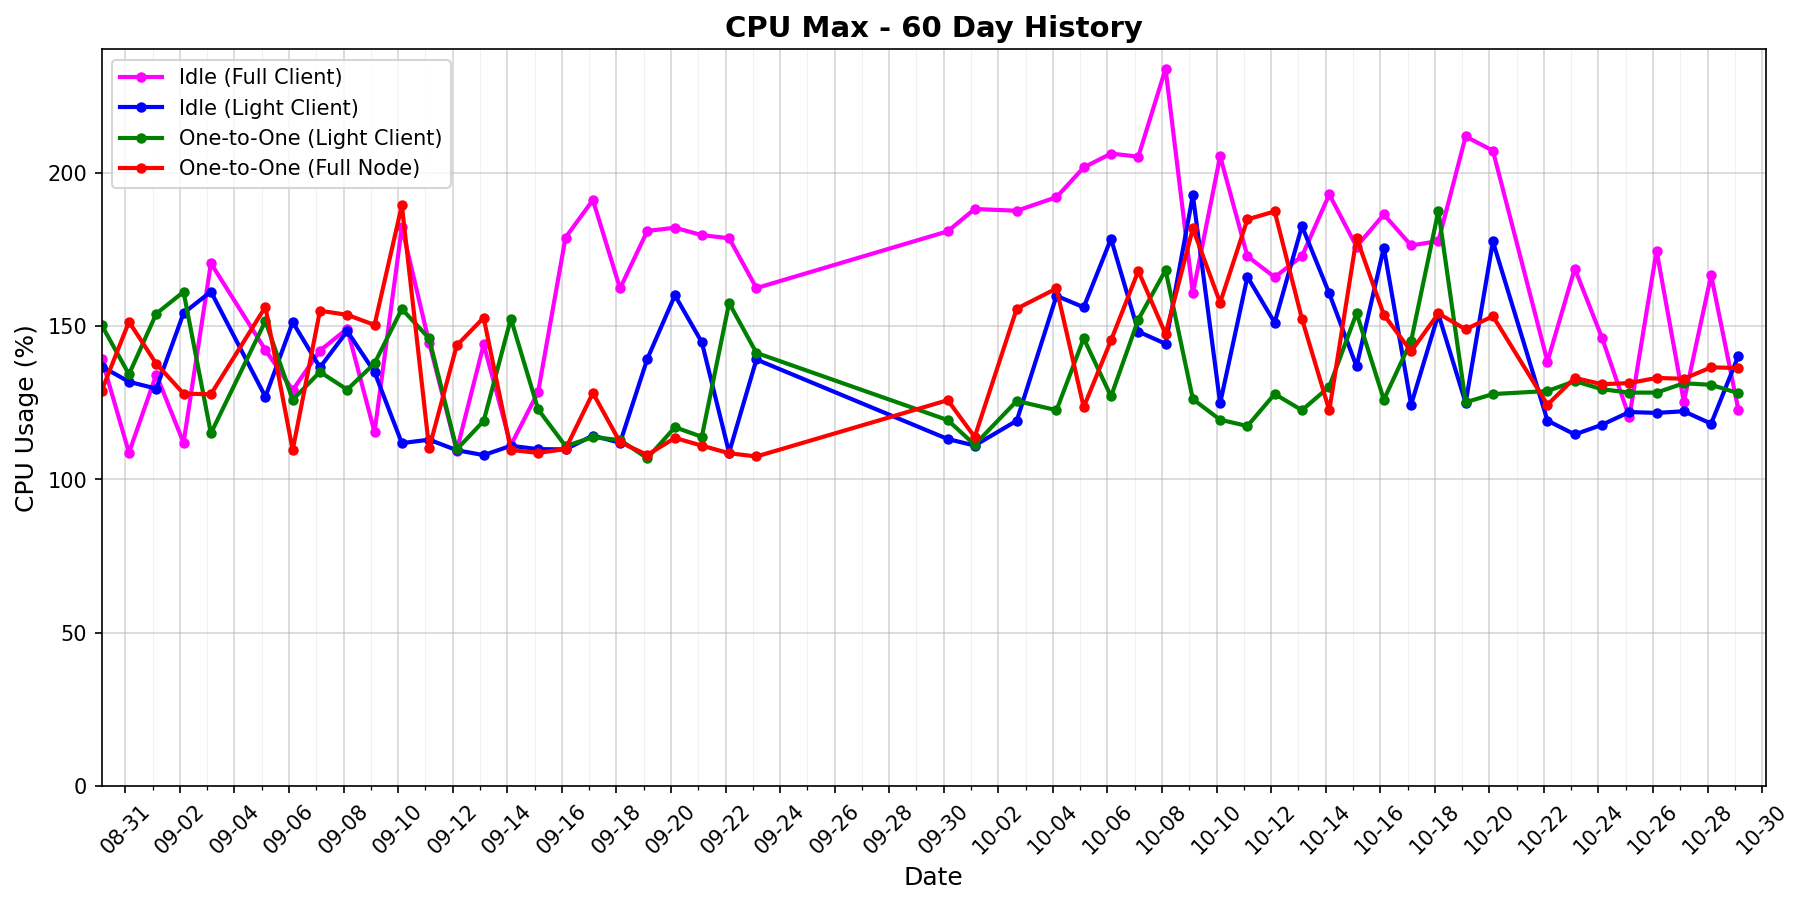 CPU Max - 60 Day History
Idle (Full Client)
Idle (Light Client)
One-to-One (Light Client)
One-to-One (Full Node)
CPU Usage (%)
200
150
100
50
0
08-31 09-02 09-04 09-06 09-08 09-10 09-12 09-14 09-16 09-18 09-20 09-22 09-24 09-26 09-28 09-30 10-02 10-04 10-06 10-08 10-10 10-12 10-14 10-16 10-18 10-20 10-22 10-24 10-26 10-28 10-30
Date